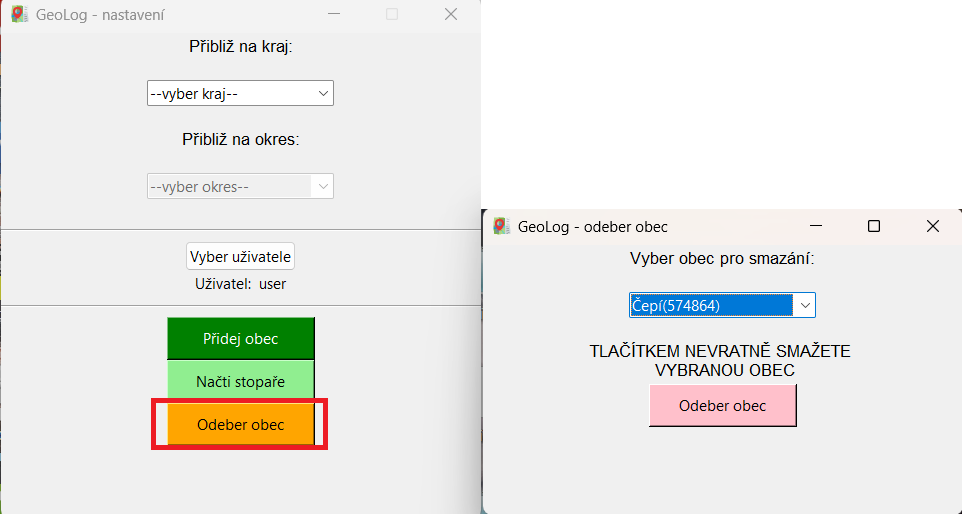 GeoLog - nastavení
Přibliž na kraj:
--vyber kraj--
Přibliž na okres:
--vyber okres--
Vyber uživatele
Uživatel: user
Přidej obec
Načti stopaře
Odeber obec
GeoLog - odeber obec
Vyber obec pro smazání:
Čepí(574864)
TLAČÍTKEM NEVRATNĚ SMAŽETE
VYBRANOU OBEC
Odeber obec